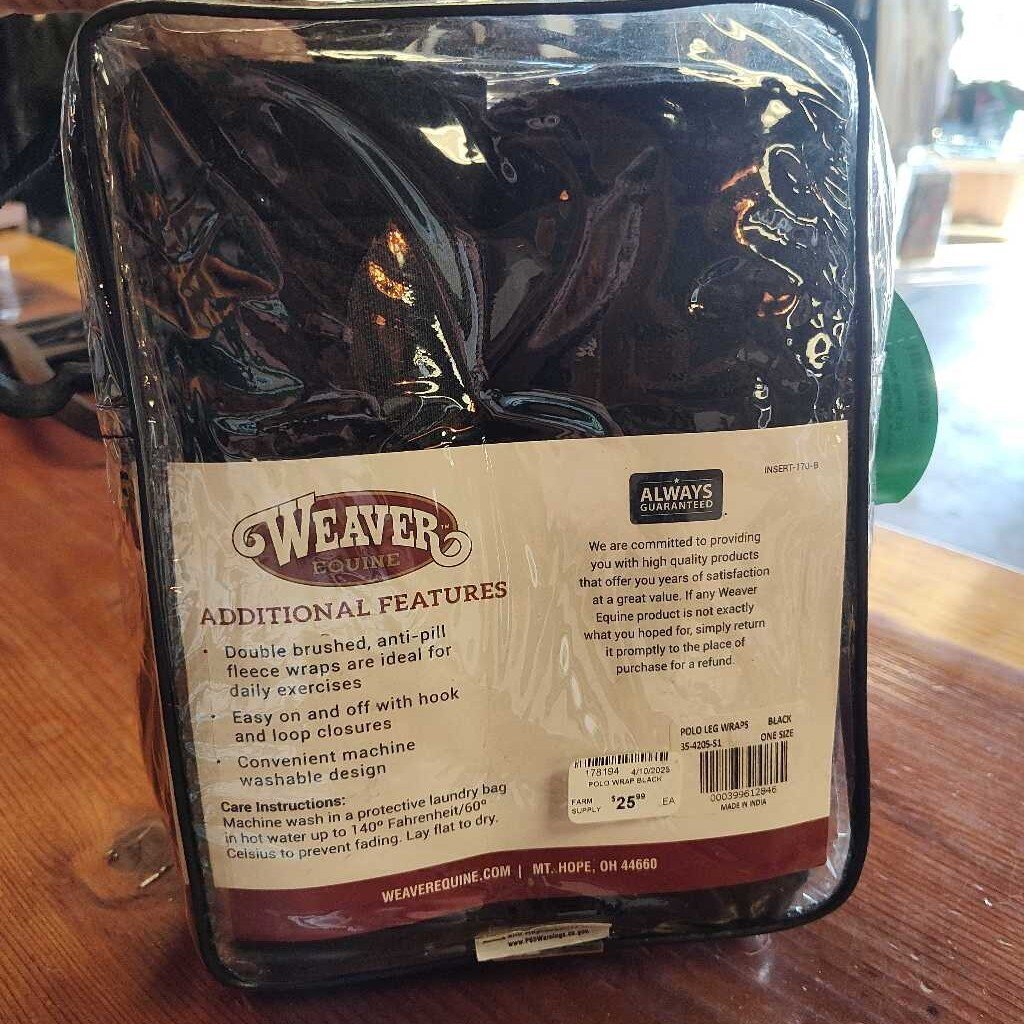 INSERT-170-B
WEAVER™
EQUINE
ADDITIONAL FEATURES
• Double brushed, anti-pill
fleece wraps are ideal for
daily exercises
• Easy on and off with hook
and loop closures
• Convenient machine
washable design
Care Instructions:
Machine wash in a protective laundry bag
in hot water up to 140° Fahrenheit/60°
Celsius to prevent fading. Lay flat to dry.
ALWAYS
GUARANTEED
We are committed to providing
you with high quality products
that offer you years of satisfaction
at a great value. If any Weaver
Equine product is not exactly
what you hoped for, simply return
it promptly to the place of
purchase for a refund.
178194 4/10/2025
POLO WRAP BLACK
FARM
SUPPLY $25.99 EA
POLO LEG WRAPS BLACK
35-4205-S1 ONE SIZE
000399612846
MADE IN INDIA
WEAVEREQUINE.COM | MT. HOPE, OH 44660
www.P65Warnings.ca.gov